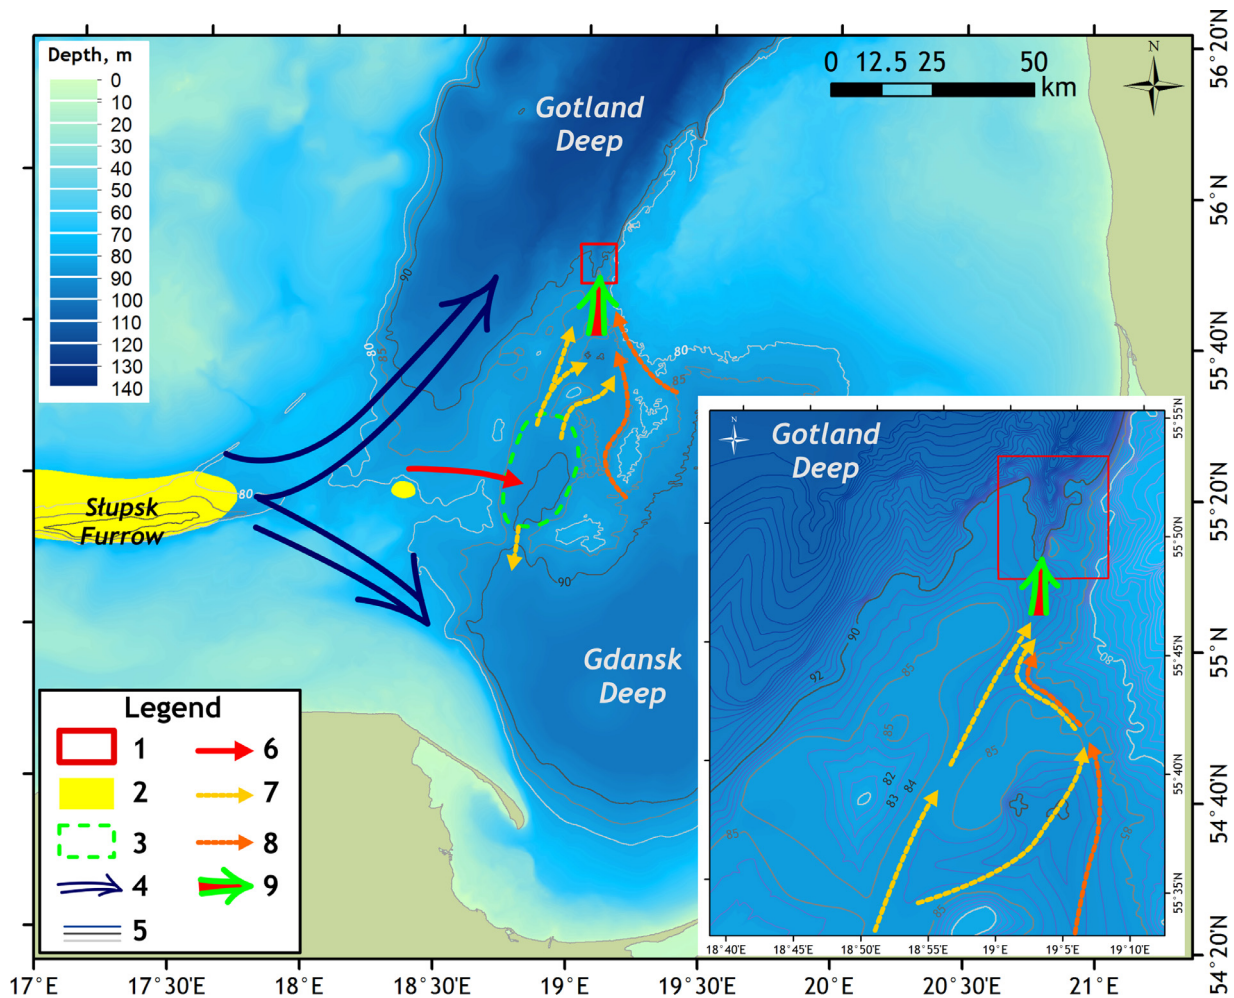 Depth, m
0
10
20
30
40
50
60
70
80
90
100
110
120
130
140
Gotland
Deep
0 12.5 25 50
km
N
56°20'N
56°N
55°40'N
55°20'N
55°N
54°40'N
54°20'N
90
80
85
80
85
80
90
Słupsk
Furrow
Gdansk
Deep
Legend
1
2
3
4
5
6
7
8
9
N
Gotland
Deep
90
92
85
85
85
82
83
84
85
85
85
80
55°55'N
55°50'N
55°45'N
55°40'N
55°35'N
18°40'E 18°45'E 18°50'E 18°55'E 19°E 19°5'E 19°10'E
17°E 17°30'E 18°E 18°30'E 19°E 19°30'E 20°E 20°30'E 21°E